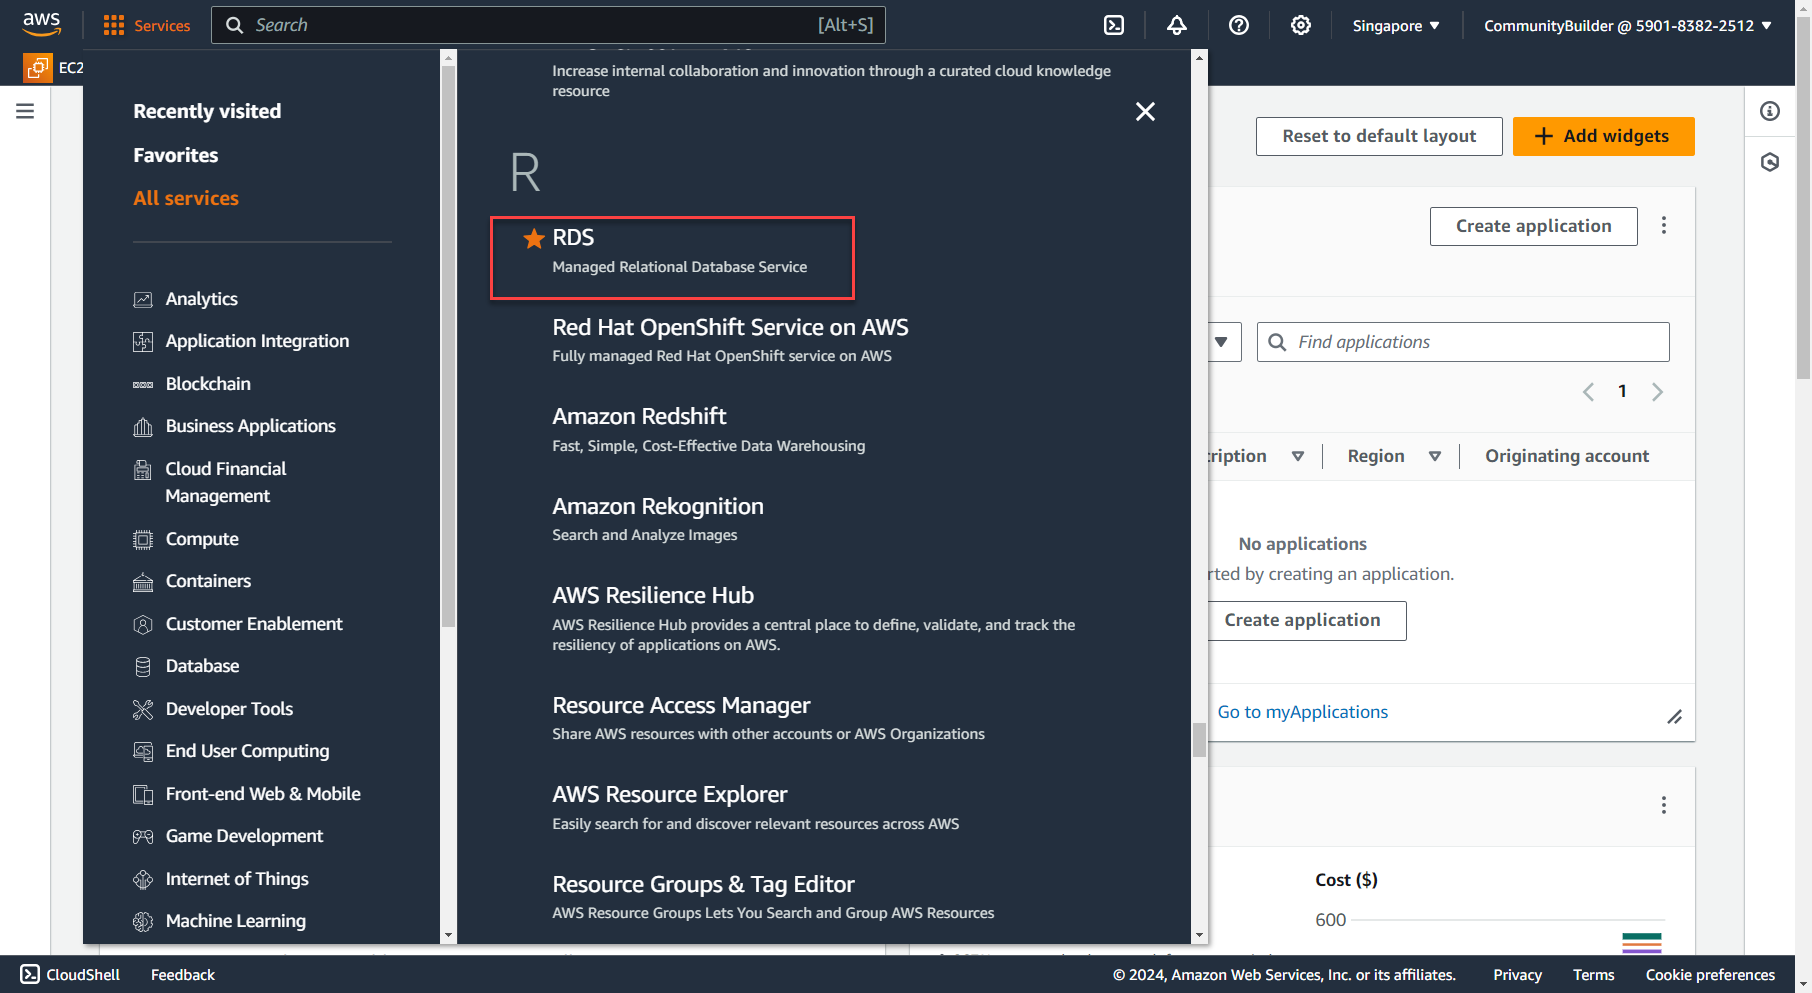 aws
Services
Search
[Alt+S]
Singapore
CommunityBuilder @ 5901-8382-2512
EC2
Recently visited
Favorites
All services
Analytics
Application Integration
Blockchain
Business Applications
Cloud Financial
Management
Compute
Containers
Customer Enablement
Database
Developer Tools
End User Computing
Front-end Web & Mobile
Game Development
Internet of Things
Machine Learning
Increase internal collaboration and innovation through a curated cloud knowledge
resource
R
RDS
Managed Relational Database Service
Red Hat OpenShift Service on AWS
Fully managed Red Hat OpenShift service on AWS
Amazon Redshift
Fast, Simple, Cost-Effective Data Warehousing
Amazon Rekognition
Search and Analyze Images
AWS Resilience Hub
AWS Resilience Hub provides a central place to define, validate, and track the
resiliency of applications on AWS.
Resource Access Manager
Share AWS resources with other accounts or AWS Organizations
AWS Resource Explorer
Easily search for and discover relevant resources across AWS
Resource Groups & Tag Editor
AWS Resource Groups Lets You Search and Group AWS Resources
Reset to default layout
Add widgets
Create application
Find applications
1
cription
Region
Originating account
No applications
rted by creating an application.
Create application
Go to myApplications
Cost ($)
600
CloudShell
Feedback
© 2024, Amazon Web Services, Inc. or its affiliates.
Privacy
Terms
Cookie preferences